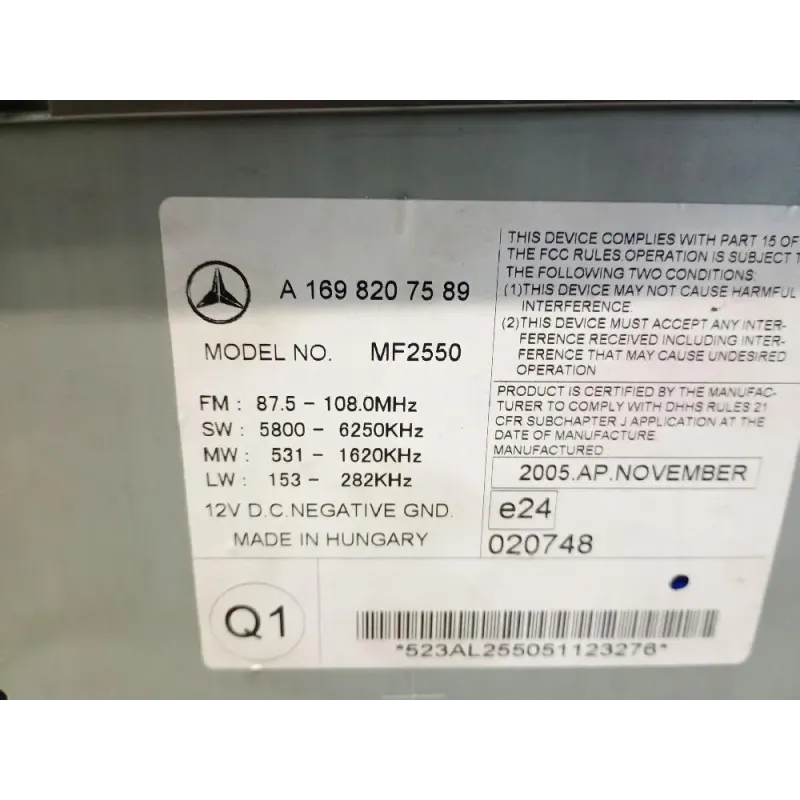 A 169 820 75 89
MODEL NO. MF2550
FM : 87.5 - 108.0MHz
SW : 5800 - 6250KHz
MW : 531 - 1620KHz
LW : 153 - 282KHz
12V D.C.NEGATIVE GND.
MADE IN HUNGARY
THIS DEVICE COMPLIES WITH PART 15 OF
THE FCC RULES.OPERATION IS SUBJECT T
THE FOLLOWING TWO CONDITIONS:
(1)THIS DEVICE MAY NOT CAUSE HARMFUL
INTERFERENCE.
(2)THIS DEVICE MUST ACCEPT ANY INTER-
FERENCE RECEIVED INCLUDING INTER-
FERENCE THAT MAY CAUSE UNDESIRED
OPERATION
PRODUCT IS CERTIFIED BY THE MANUFAC-
TURER TO COMPLY WITH DHHS RULES 21
CFR SUBCHAPTER J APPLICATION AT THE
DATE OF MANUFACTURE.
MANUFACTURED
2005.AP.NOVEMBER
e24
020748
Q1
*523AL255051123276*